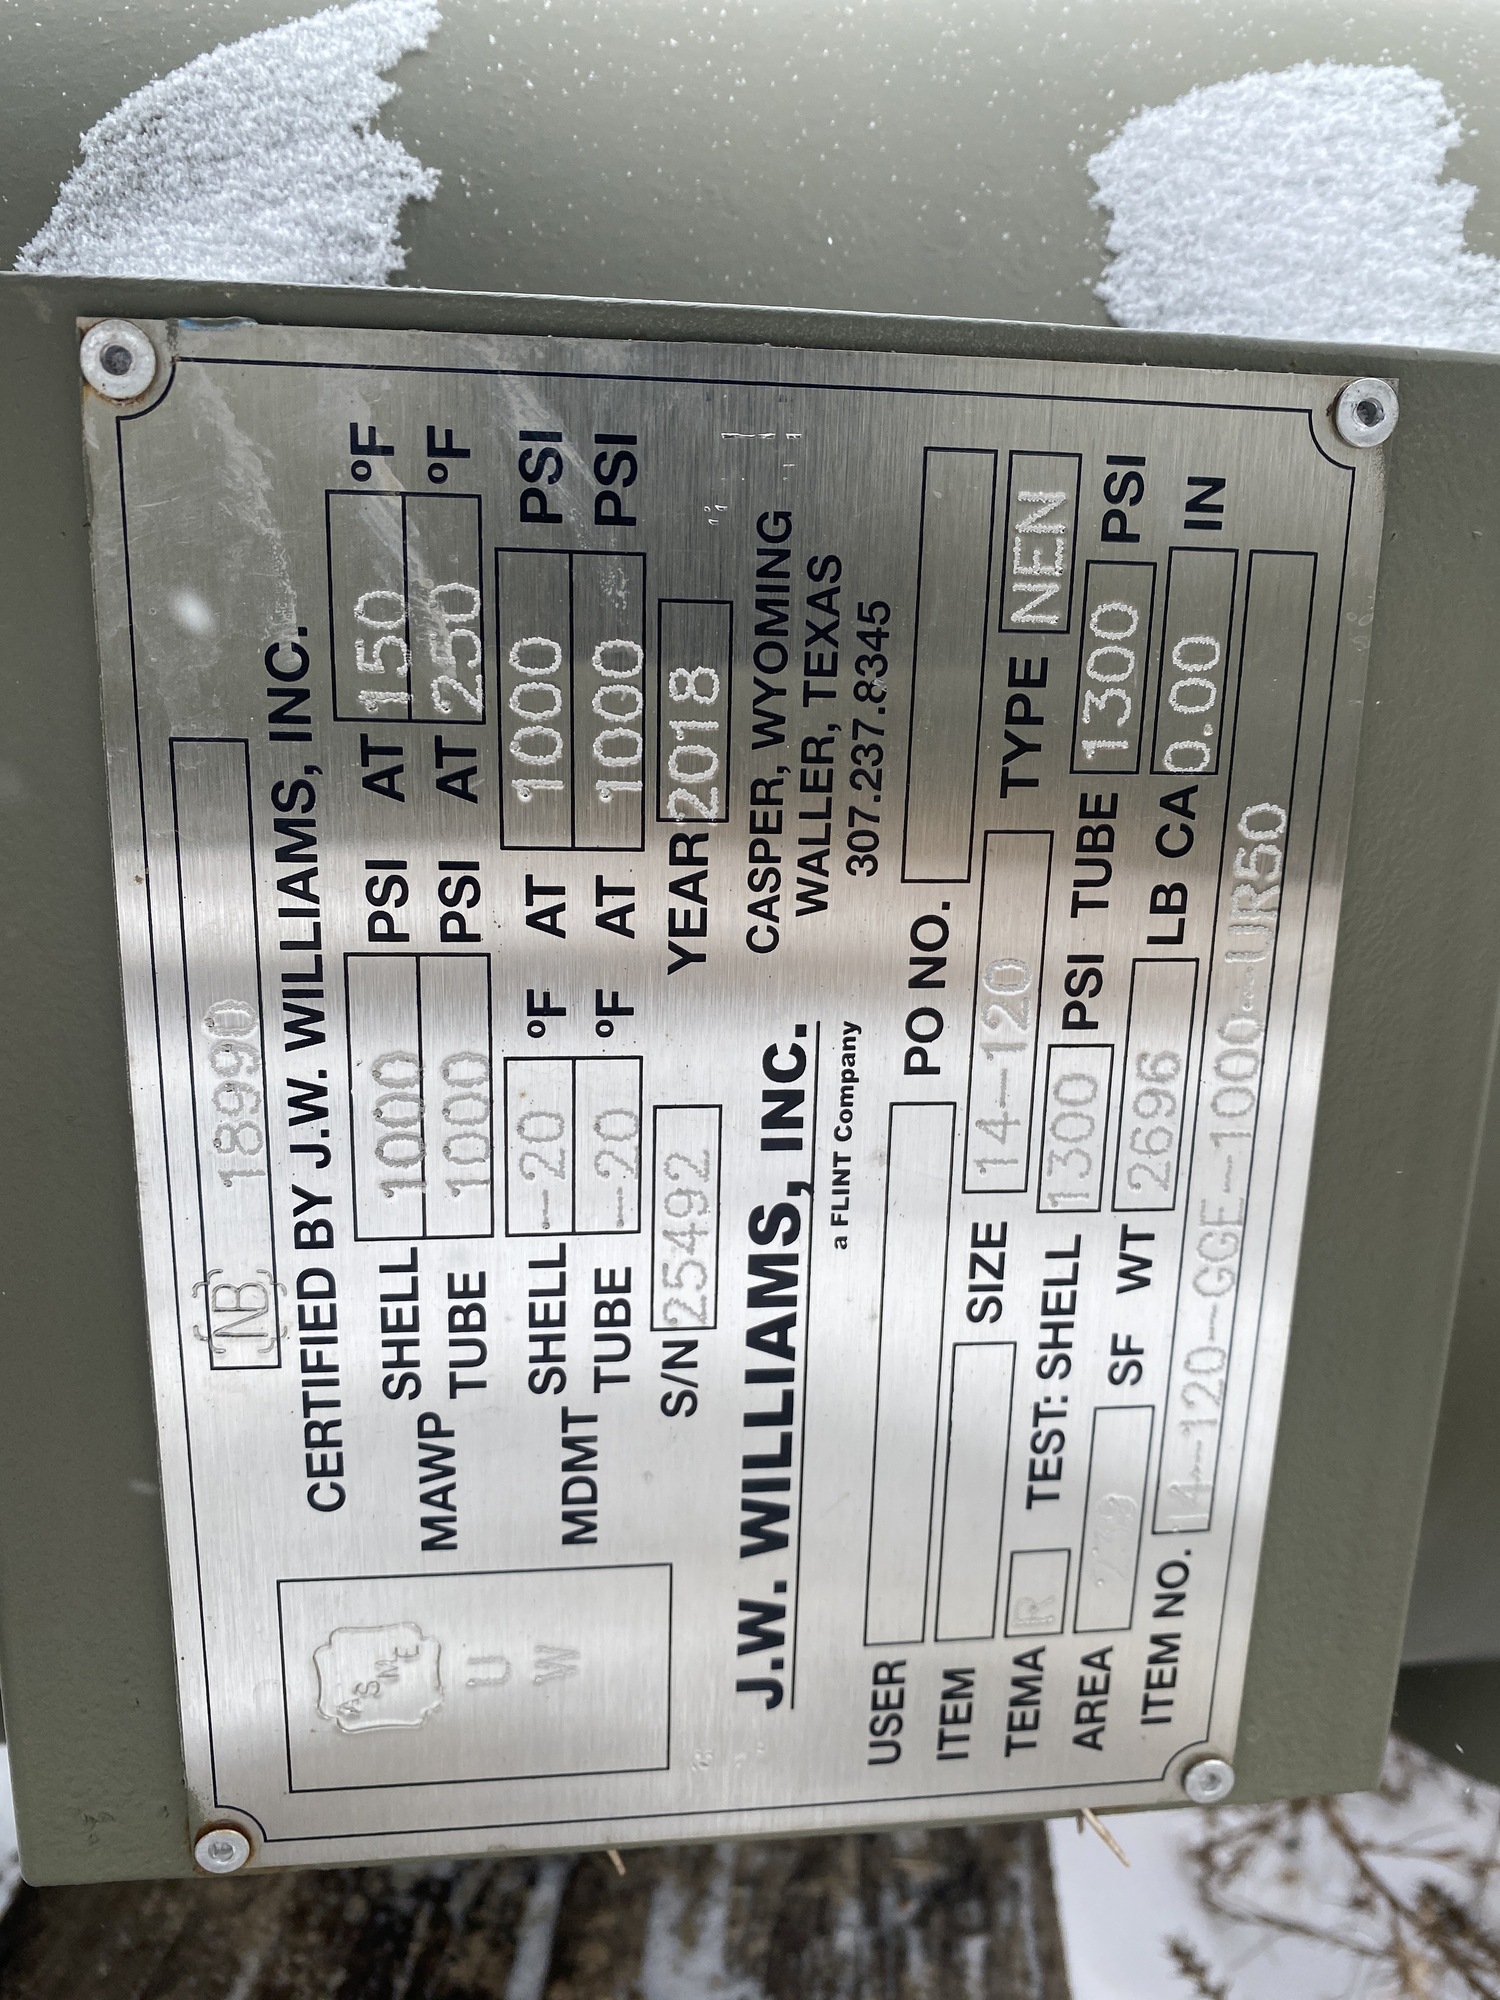 NB 18990
CERTIFIED BY J.W. WILLIAMS, INC.
ASME
U
W
MAWP SHELL 1000 PSI AT 150 °F
TUBE 1000 PSI AT 250 °F
MDMT SHELL -20 °F AT 1000 PSI
TUBE -20 °F AT 1000 PSI
S/N 25492 YEAR 2018
J.W. WILLIAMS, INC.
a FLINT Company
CASPER, WYOMING
WALLER, TEXAS
307.237.8345
USER PO NO.
ITEM SIZE 14-120 TYPE NEN
TEMA R TEST: SHELL 1300 PSI TUBE 1300 PSI
AREA SF WT 2696 LB CA 0.00 IN
ITEM NO. 14-120-GGE-1000-UR50